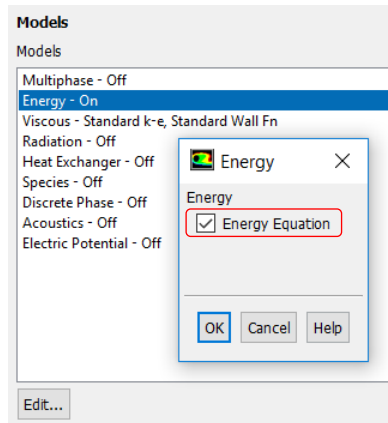 Models
Models
Multiphase - Off
Energy - On
Viscous - Standard k-e, Standard Wall Fn
Radiation - Off
Heat Exchanger - Off
Species - Off
Discrete Phase - Off
Acoustics - Off
Electric Potential - Off
Energy
Energy
Energy Equation
OK Cancel Help
Edit...